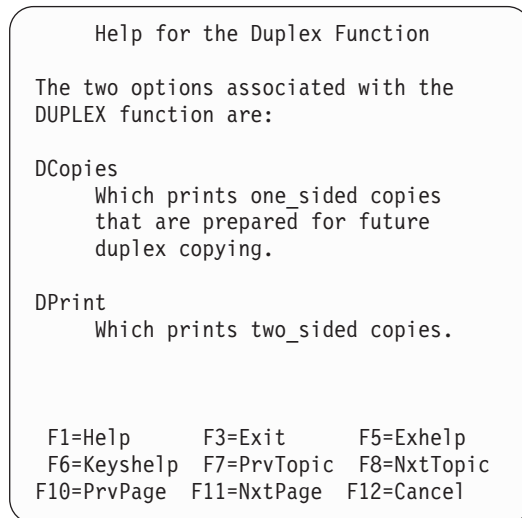 Help for the Duplex Function
The two options associated with the
DUPLEX function are:
DCopies
Which prints one_sided copies
that are prepared for future
duplex copying.
DPrint
Which prints two_sided copies.
F1=Help F3=Exit F5=Exhelp
F6=Keyshelp F7=PrvTopic F8=NxtTopic
F10=PrvPage F11=NxtPage F12=Cancel